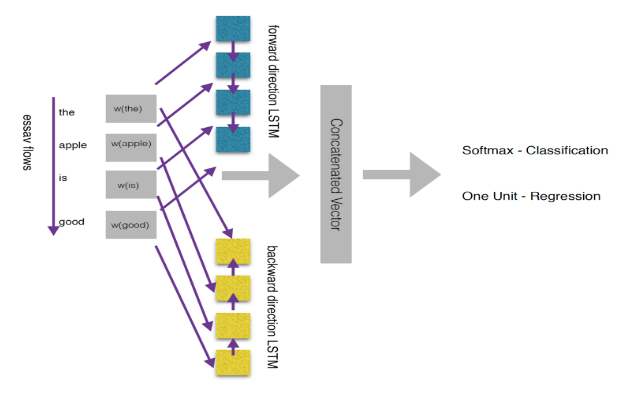 essay flows
the
apple
is
good
w(the)
w(apple)
w(is)
w(good)
forward direction LSTM
backward direction LSTM
Concatenated Vector
Softmax - Classification
One Unit - Regression